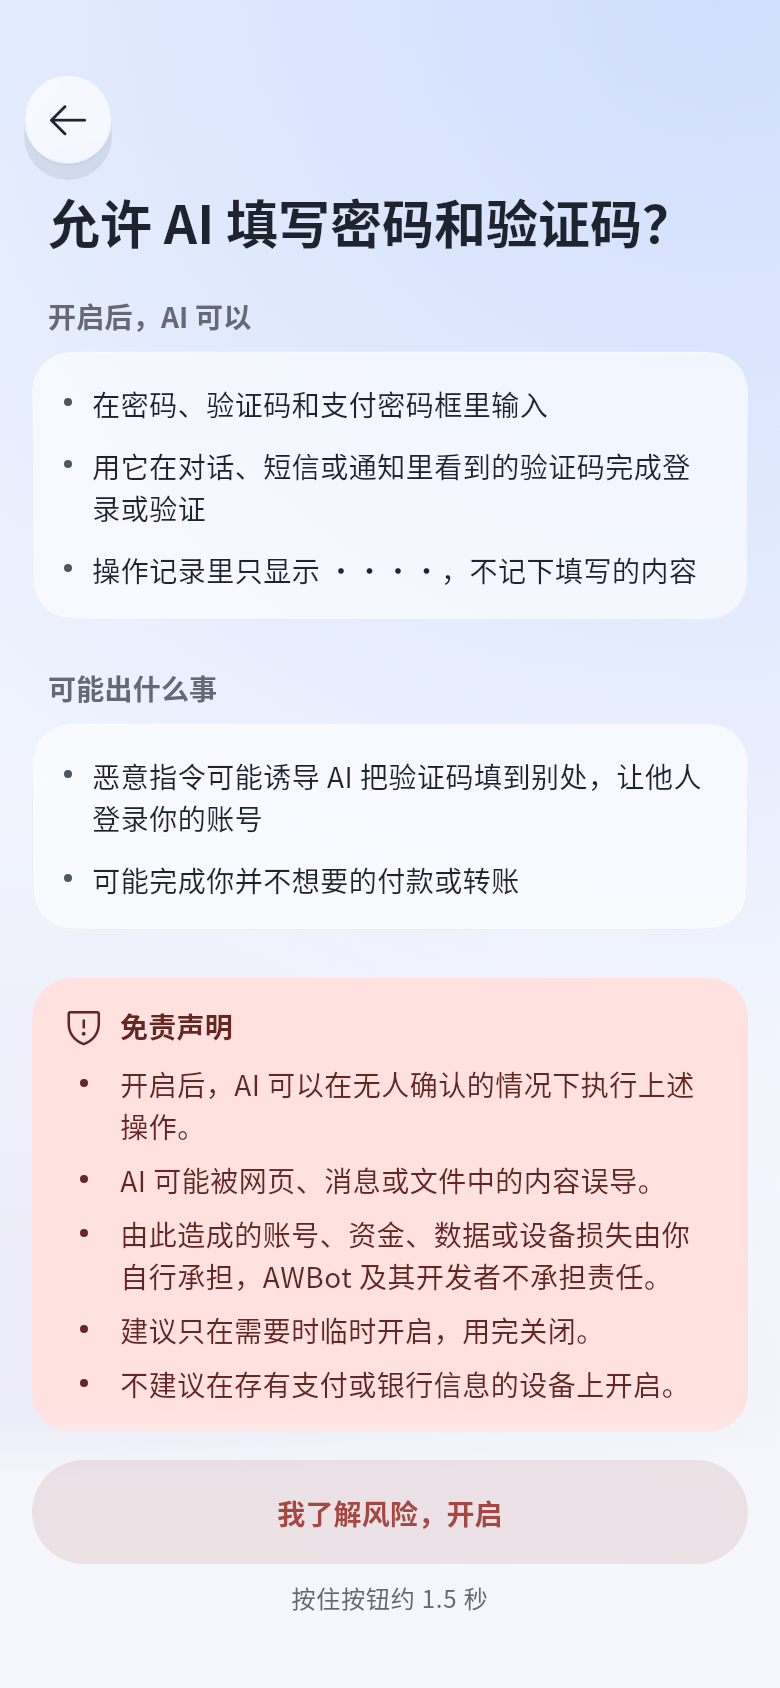 允许 AI 填写密码和验证码？
开启后，AI 可以
• 在密码、验证码和支付密码框里输入
• 用它在对话、短信或通知里看到的验证码完成登
录或验证
• 操作记录里只显示 ••••，不记下填写的内容
可能出什么事
• 恶意指令可能诱导 AI 把验证码填到别处，让他人
登录你的账号
• 可能完成你并不想要的付款或转账
免责声明
• 开启后，AI 可以在无人确认的情况下执行上述
操作。
• AI 可能被网页、消息或文件中的内容误导。
• 由此造成的账号、资金、数据或设备损失由你
自行承担，AWBot 及其开发者不承担责任。
• 建议只在需要时临时开启，用完关闭。
• 不建议在存有支付或银行信息的设备上开启。
我了解风险，开启
按住按钮约 1.5 秒